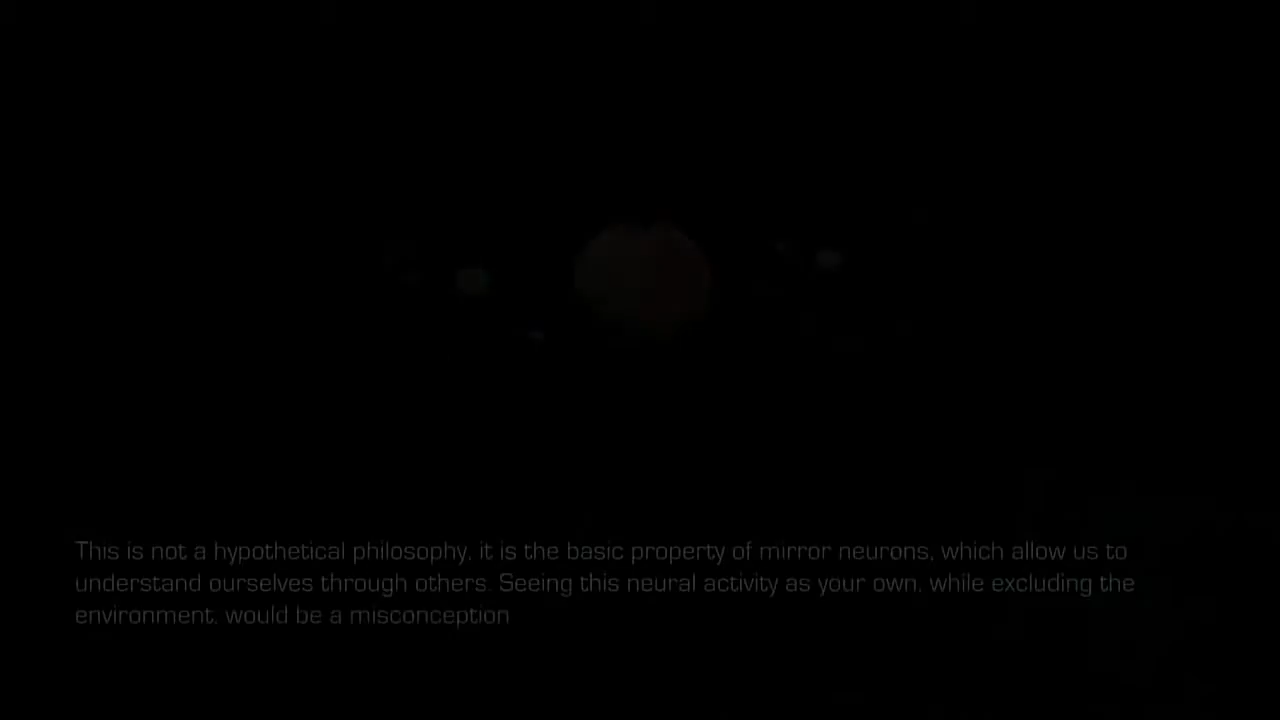 This is not a hypothetical philosophy, it is the basic property of mirror neurons, which allow us to
understand ourselves through others. Seeing this neural activity as your own, while excluding the
environment, would be a misconception